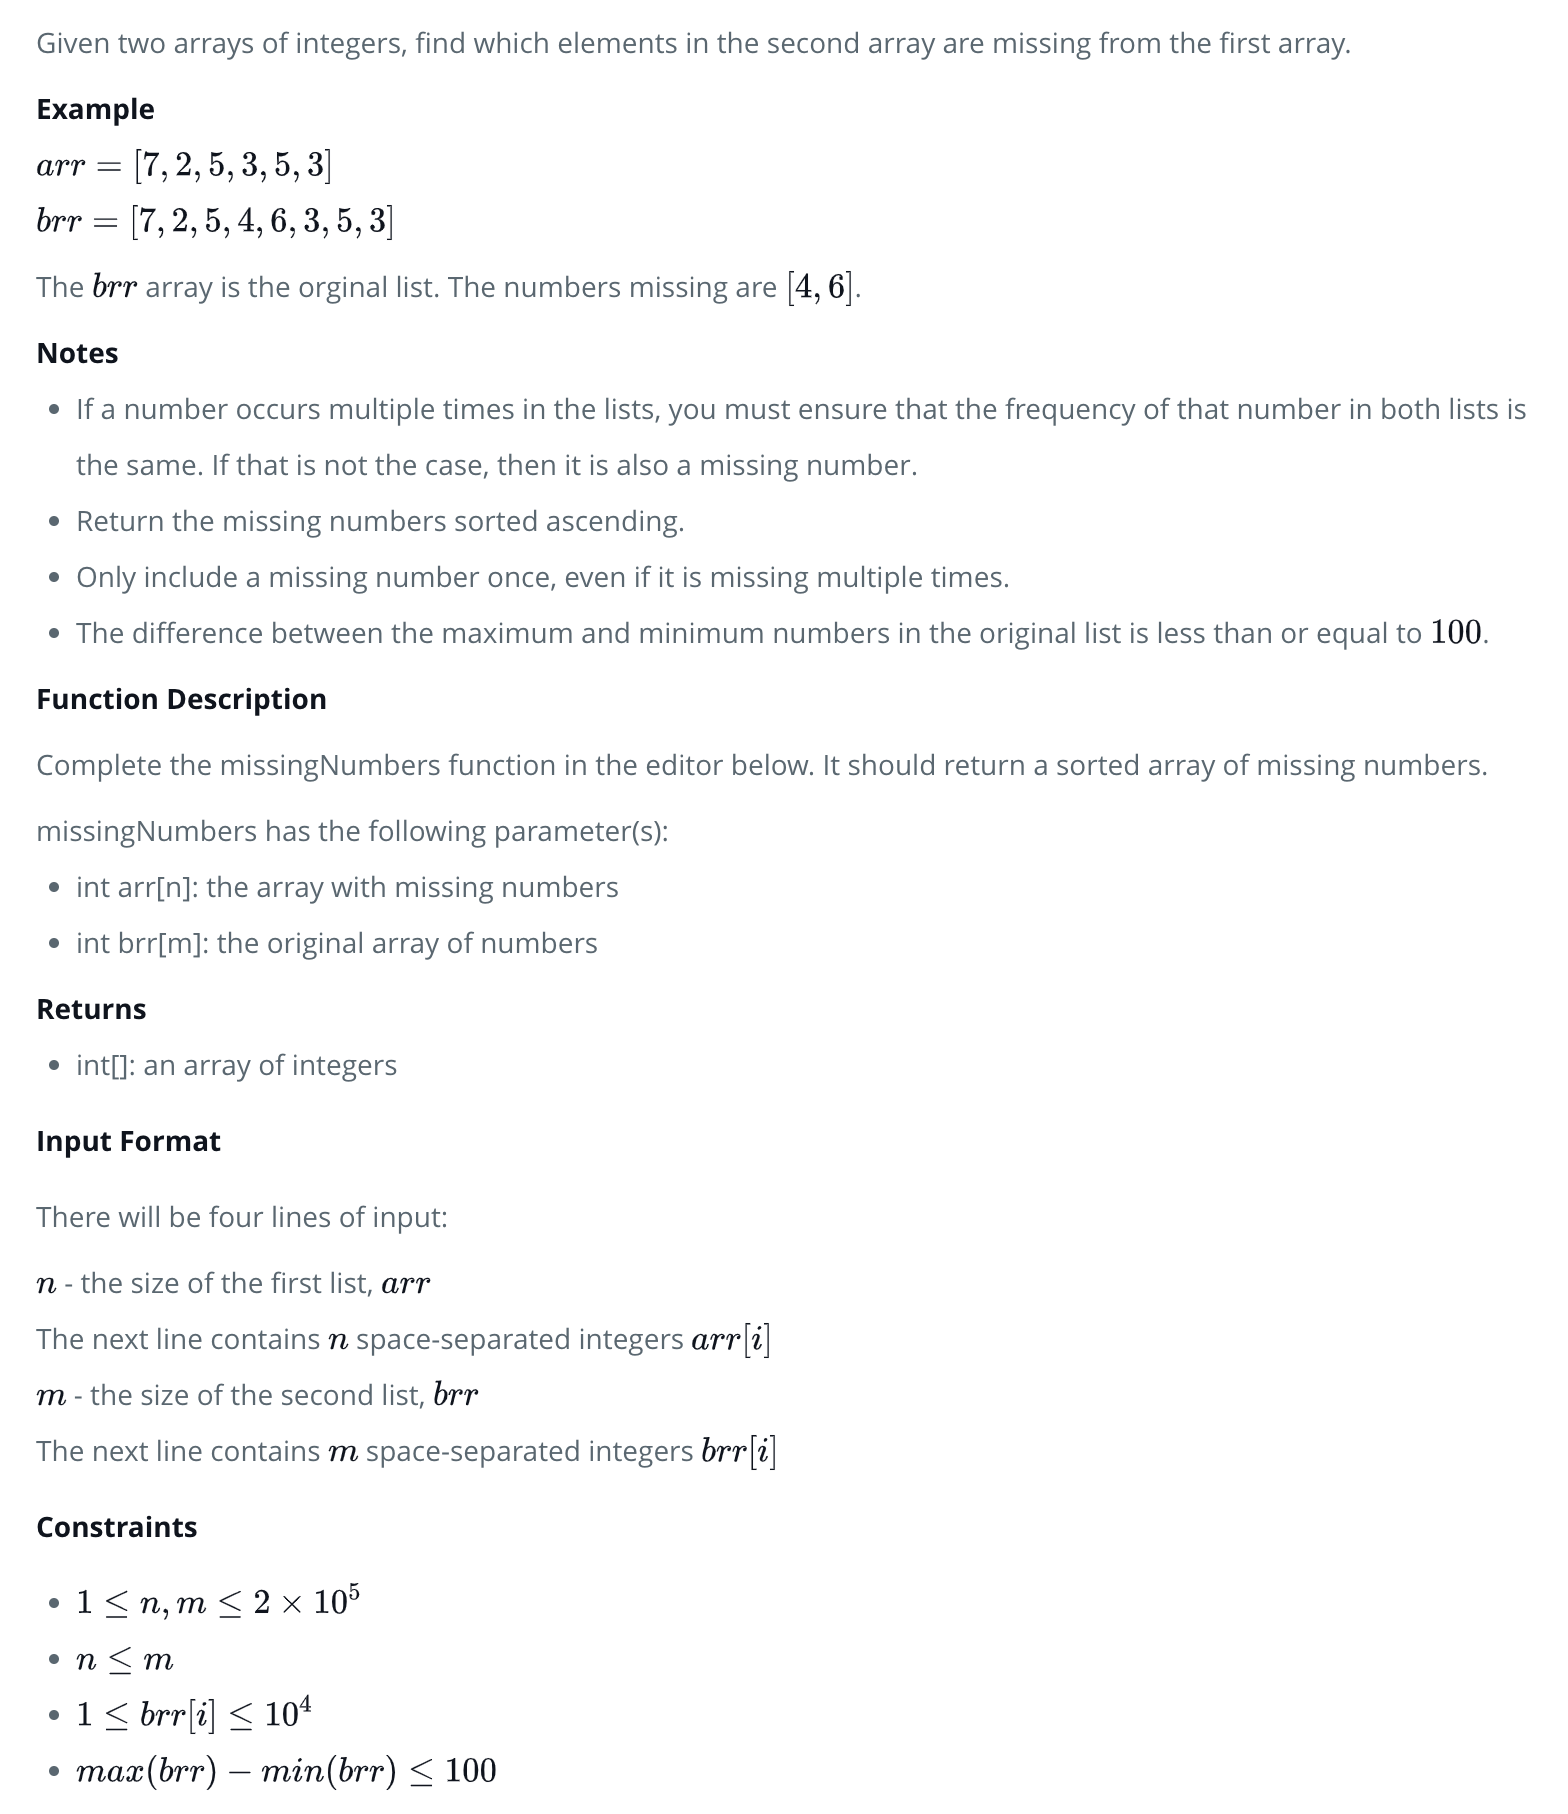 Given two arrays of integers, find which elements in the second array are missing from the first array.
Example
arr = [7, 2, 5, 3, 5, 3]
brr = [7, 2, 5, 4, 6, 3, 5, 3]
The brr array is the orginal list. The numbers missing are [4, 6].
Notes
• If a number occurs multiple times in the lists, you must ensure that the frequency of that number in both lists is
the same. If that is not the case, then it is also a missing number.
• Return the missing numbers sorted ascending.
• Only include a missing number once, even if it is missing multiple times.
• The difference between the maximum and minimum numbers in the original list is less than or equal to 100.
Function Description
Complete the missingNumbers function in the editor below. It should return a sorted array of missing numbers.
missingNumbers has the following parameter(s):
• int arr[n]: the array with missing numbers
• int brr[m]: the original array of numbers
Returns
• int[]: an array of integers
Input Format
There will be four lines of input:
n - the size of the first list, arr
The next line contains n space-separated integers arr[i]
m - the size of the second list, brr
The next line contains m space-separated integers brr[i]
Constraints
• 1 ≤ n, m ≤ 2 × 10⁵
• n ≤ m
• 1 ≤ brr[i] ≤ 10⁴
• max(brr) − min(brr) ≤ 100